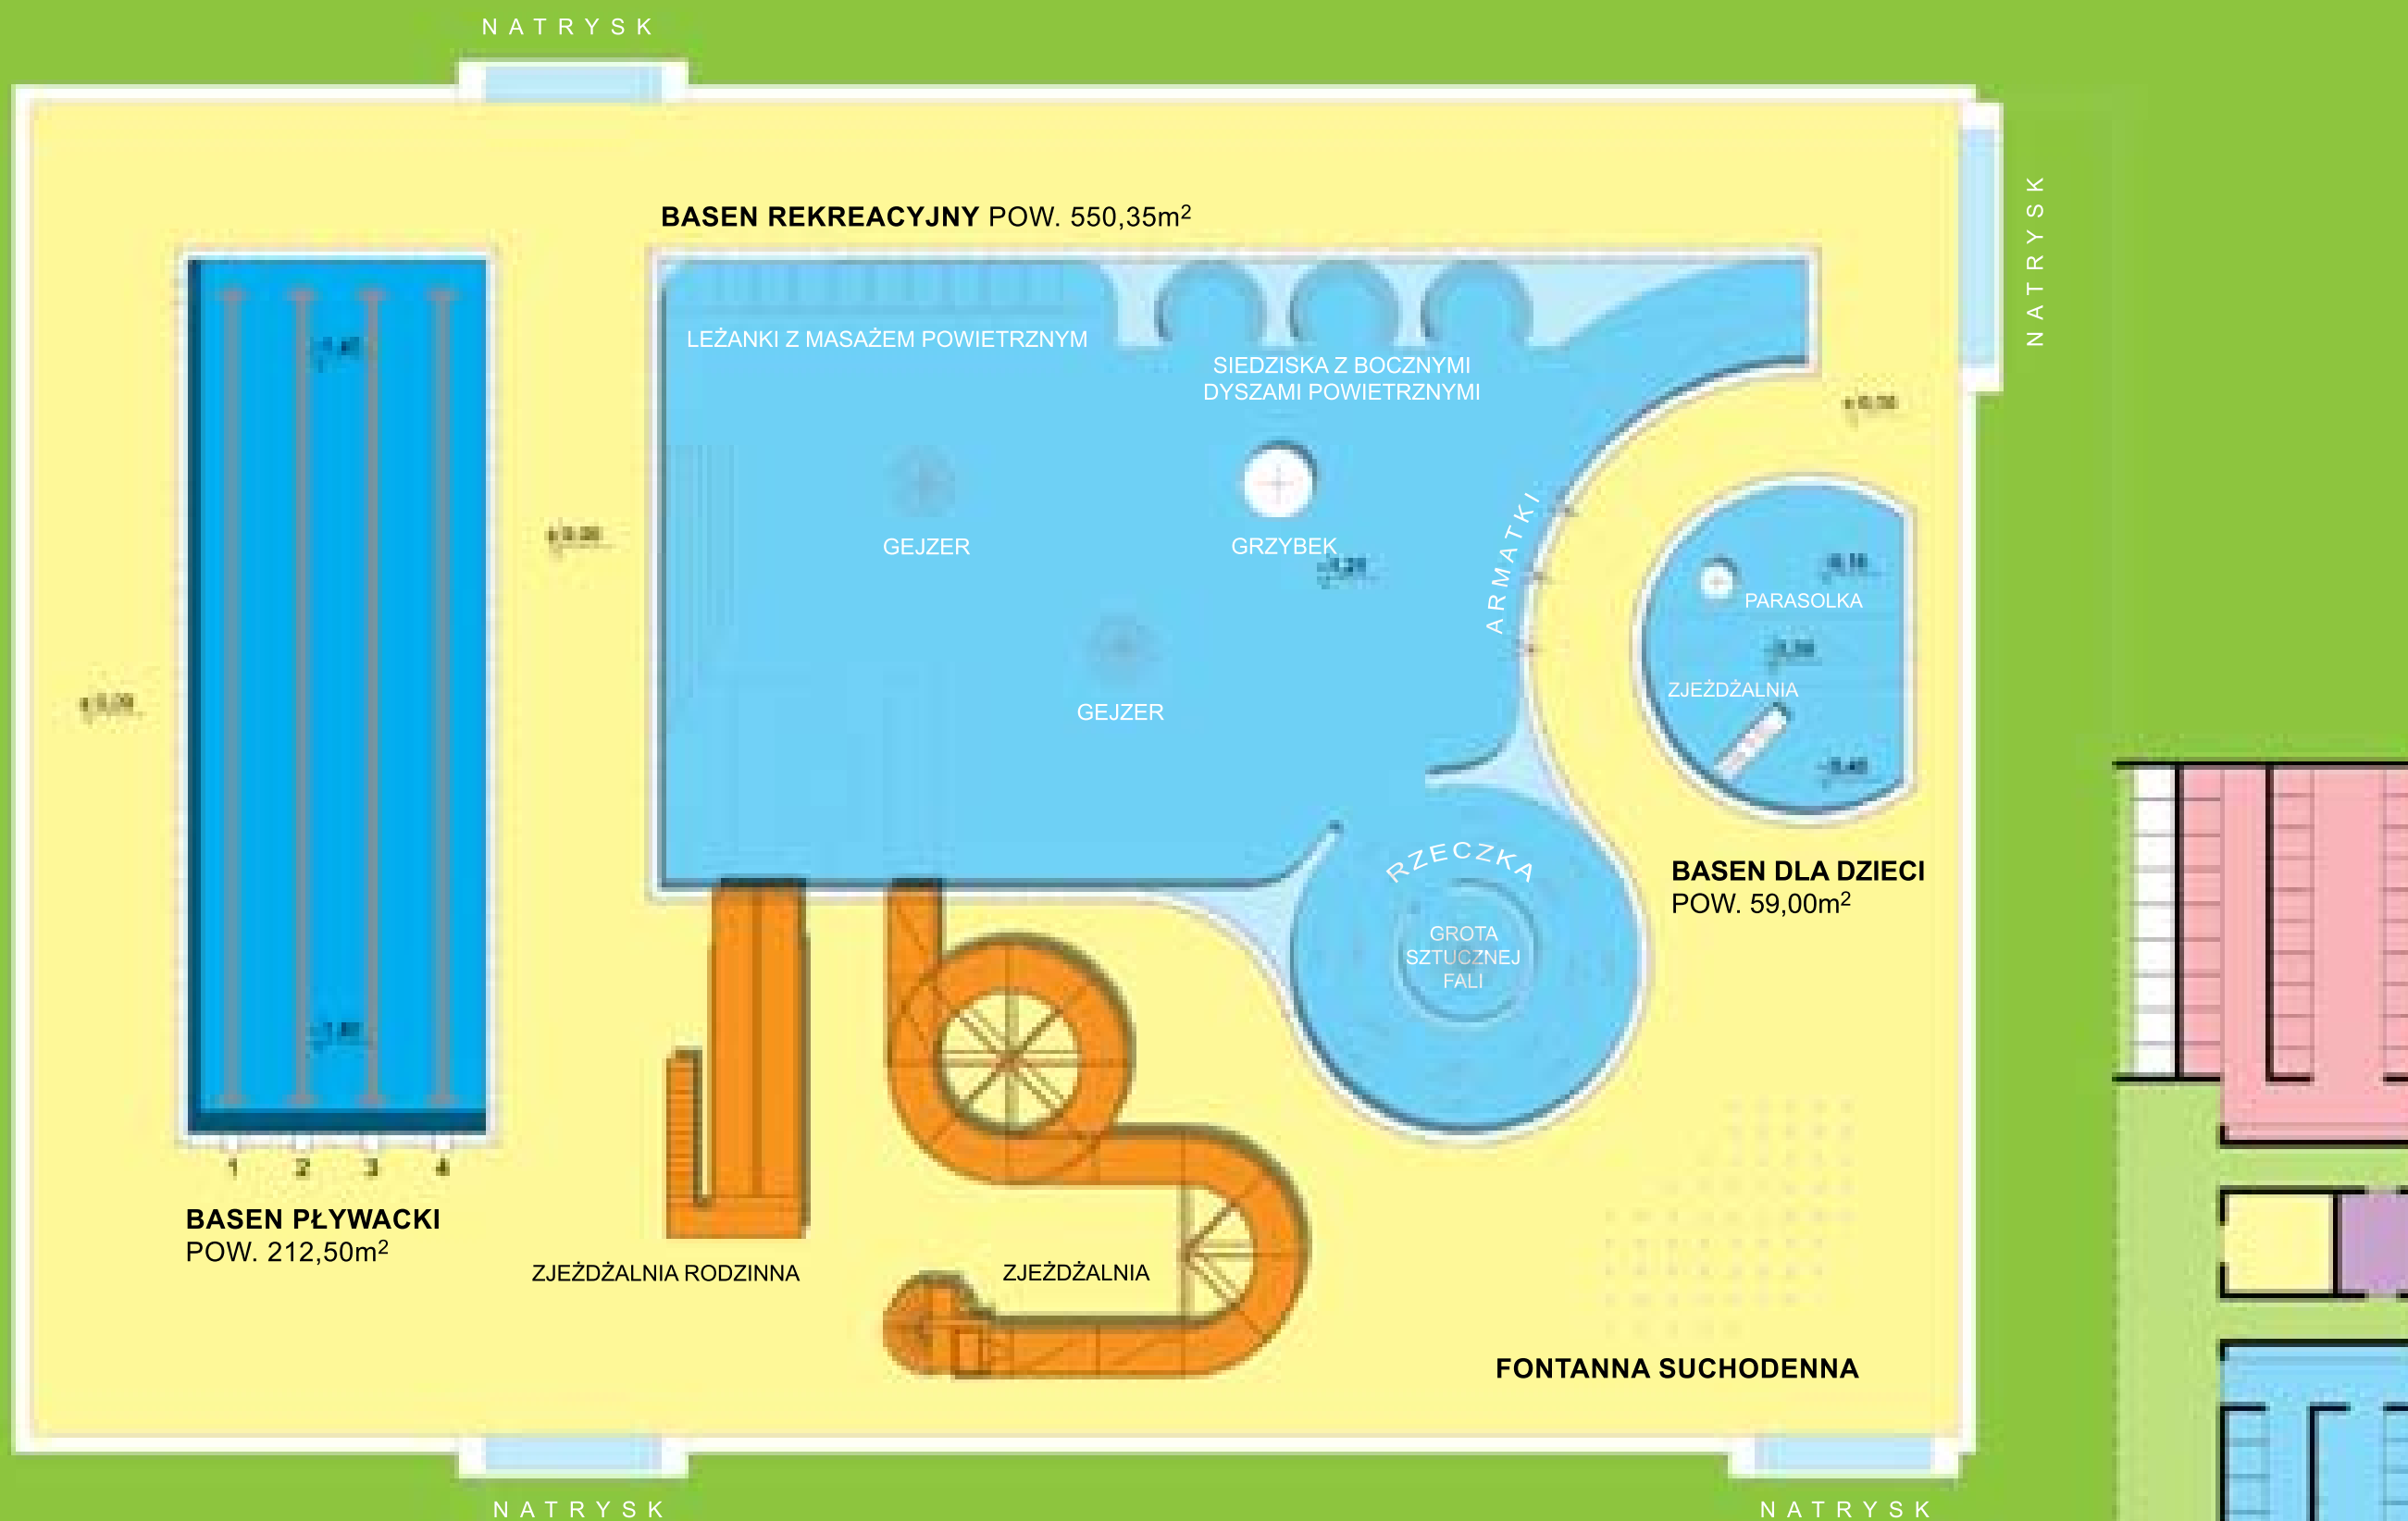 NATRYSK
NATRYSK
BASEN REKREACYJNY POW. 550,35m²
LEŻANKI Z MASAŻEM POWIETRZNYM
SIEDZISKA Z BOCZNYMI
DYSZAMI POWIETRZNYMI
GEJZER
GRZYBEK
ARMATKI
PARASOLKA
ZJEŻDŻALNIA
GEJZER
RZECZKA
GROTA
SZTUCZNEJ
FALI
BASEN DLA DZIECI
POW. 59,00m²
1 2 3 4
BASEN PŁYWACKI
POW. 212,50m²
ZJEŻDŻALNIA RODZINNA
ZJEŻDŻALNIA
FONTANNA SUCHODENNA
NATRYSK
NATRYSK